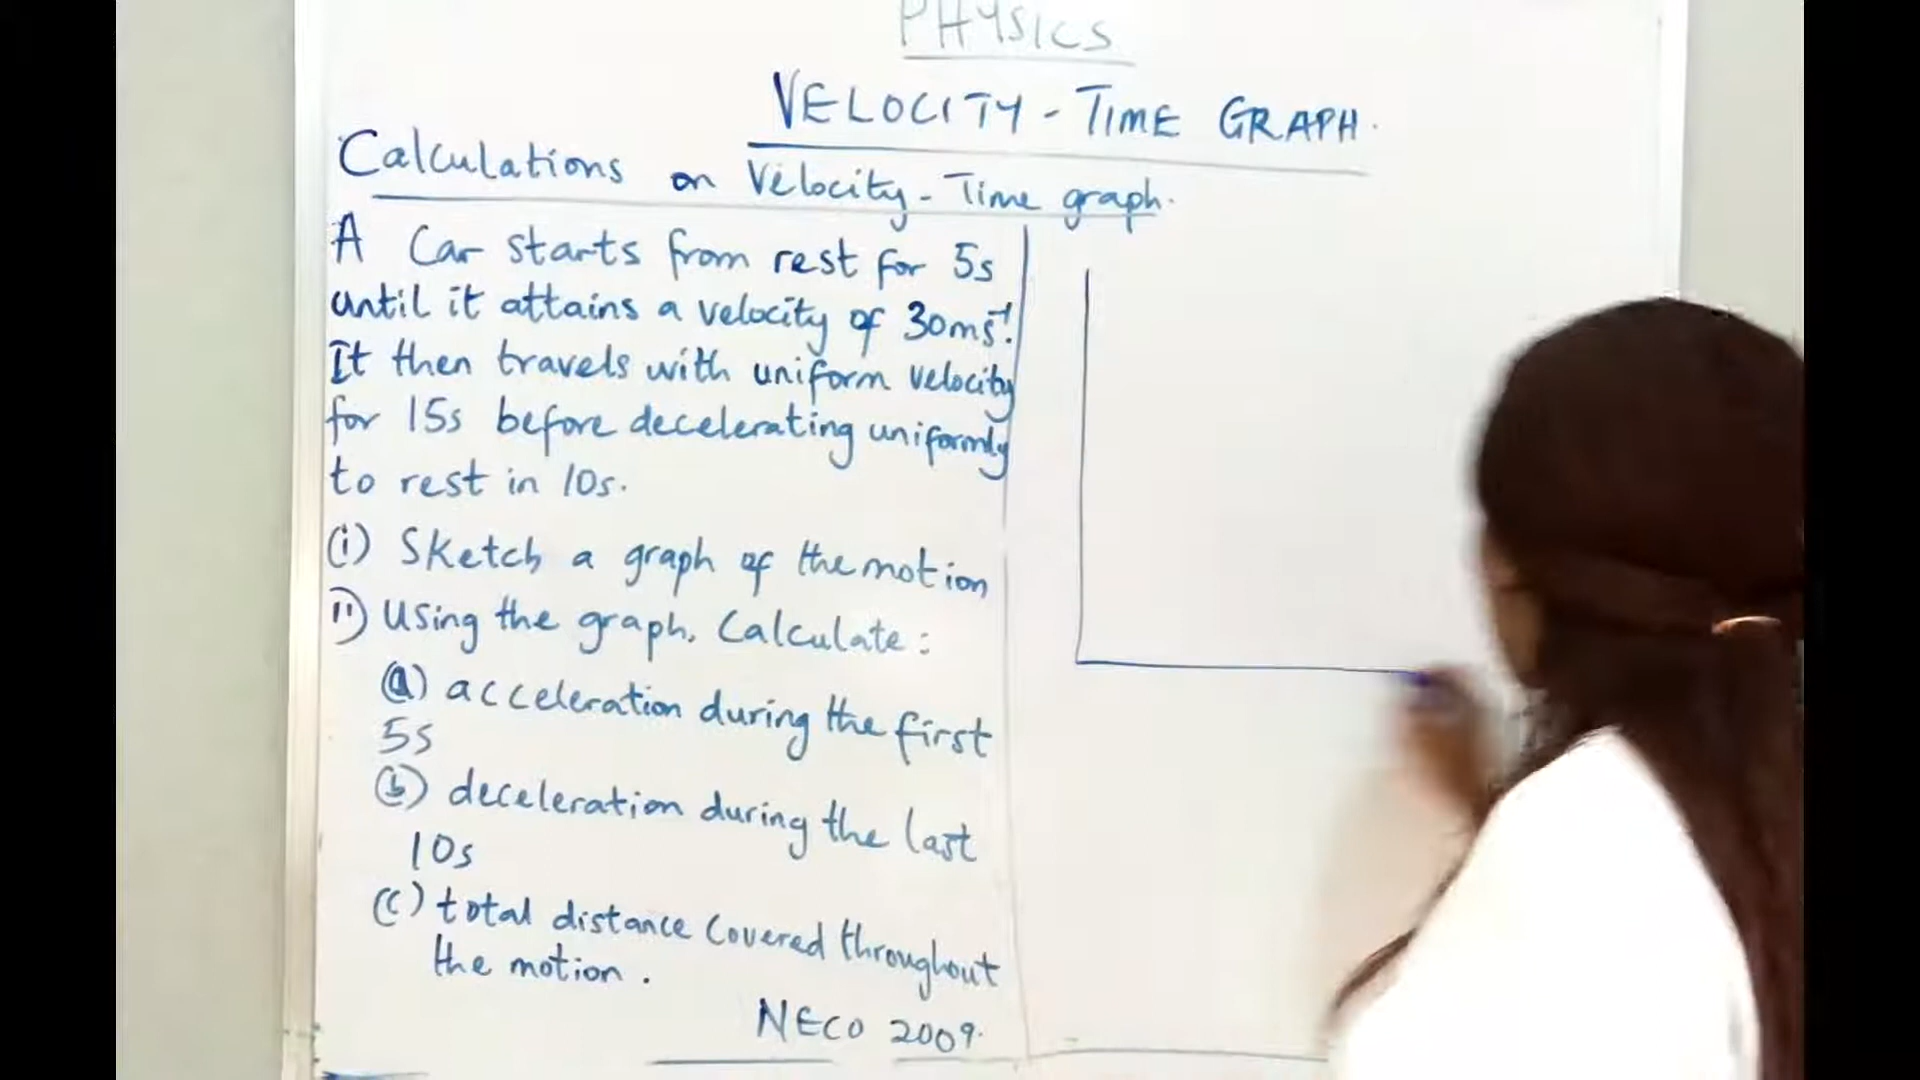 PHYSICS
VELOCITY - TIME GRAPH.
Calculations on Velocity - Time graph.
A Car starts from rest for 5s
until it attains a velocity of 30ms⁻¹.
It then travels with uniform velocity
for 15s before decelerating uniformly
to rest in 10s.
(i) Sketch a graph of the motion
ii) Using the graph. Calculate:
(a) acceleration during the first
5s
(b) deceleration during the last
10s
(c) total distance covered throughout
the motion.
NECO 2009.